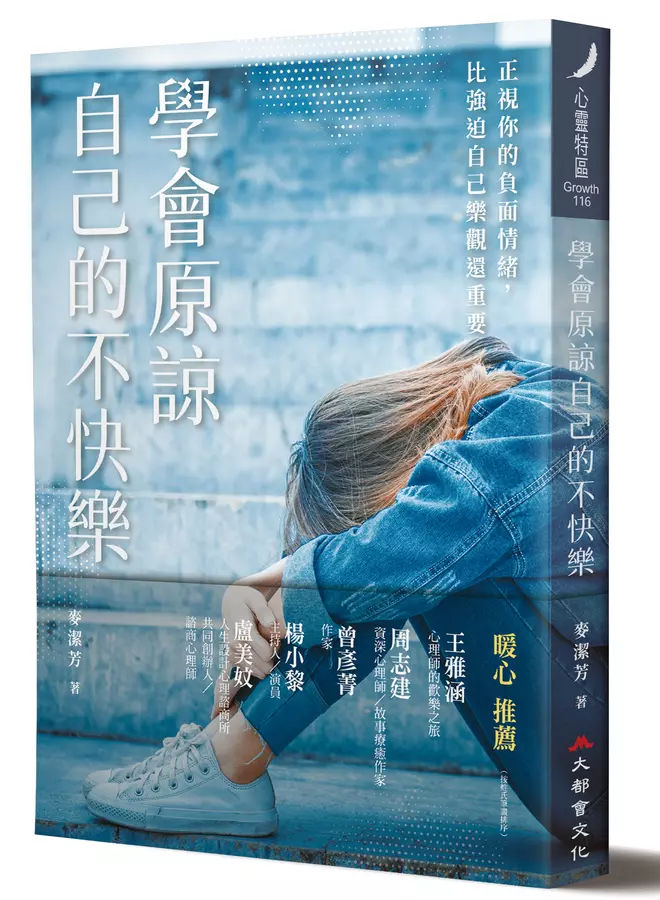 正視你的負面情緒，
比強迫自己樂觀還重要
學會原諒
自己的不快樂
麥潔芳 著
暖心 推薦
（按姓氏筆畫排序）
王雅涵
心理師的歡樂之旅
周志建
資深心理師／故事療癒作家
曾彥菁
作家
楊小黎
主持人／演員
盧美妏
人生設計心理諮商所
共同創辦人／
諮商心理師
心靈特區
Growth
116
學會原諒自己的不快樂
麥潔芳 著
大都會文化